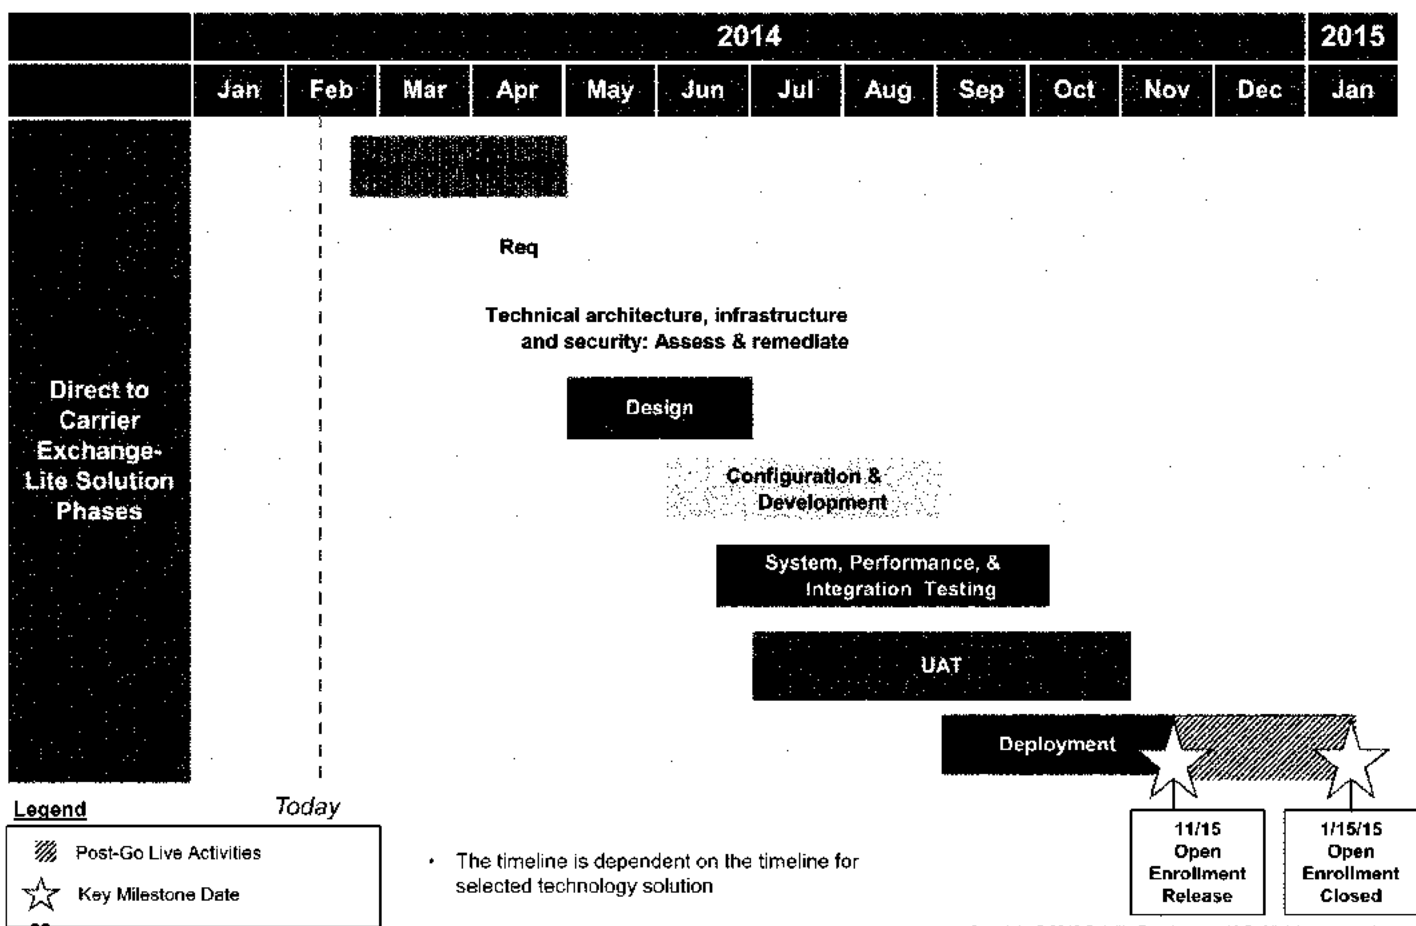 2014 2015
Jan Feb Mar Apr May Jun Jul Aug Sep Oct Nov Dec Jan
Direct to
Carrier
Exchange-
Lite Solution
Phases
Req
Technical architecture, infrastructure
and security: Assess & remediate
Design
Configuration &
Development
System, Performance, &
Integration Testing
UAT
Deployment
Today
11/15
Open
Enrollment
Release
1/15/15
Open
Enrollment
Closed
Legend
Post-Go Live Activities
Key Milestone Date
• The timeline is dependent on the timeline for
selected technology solution